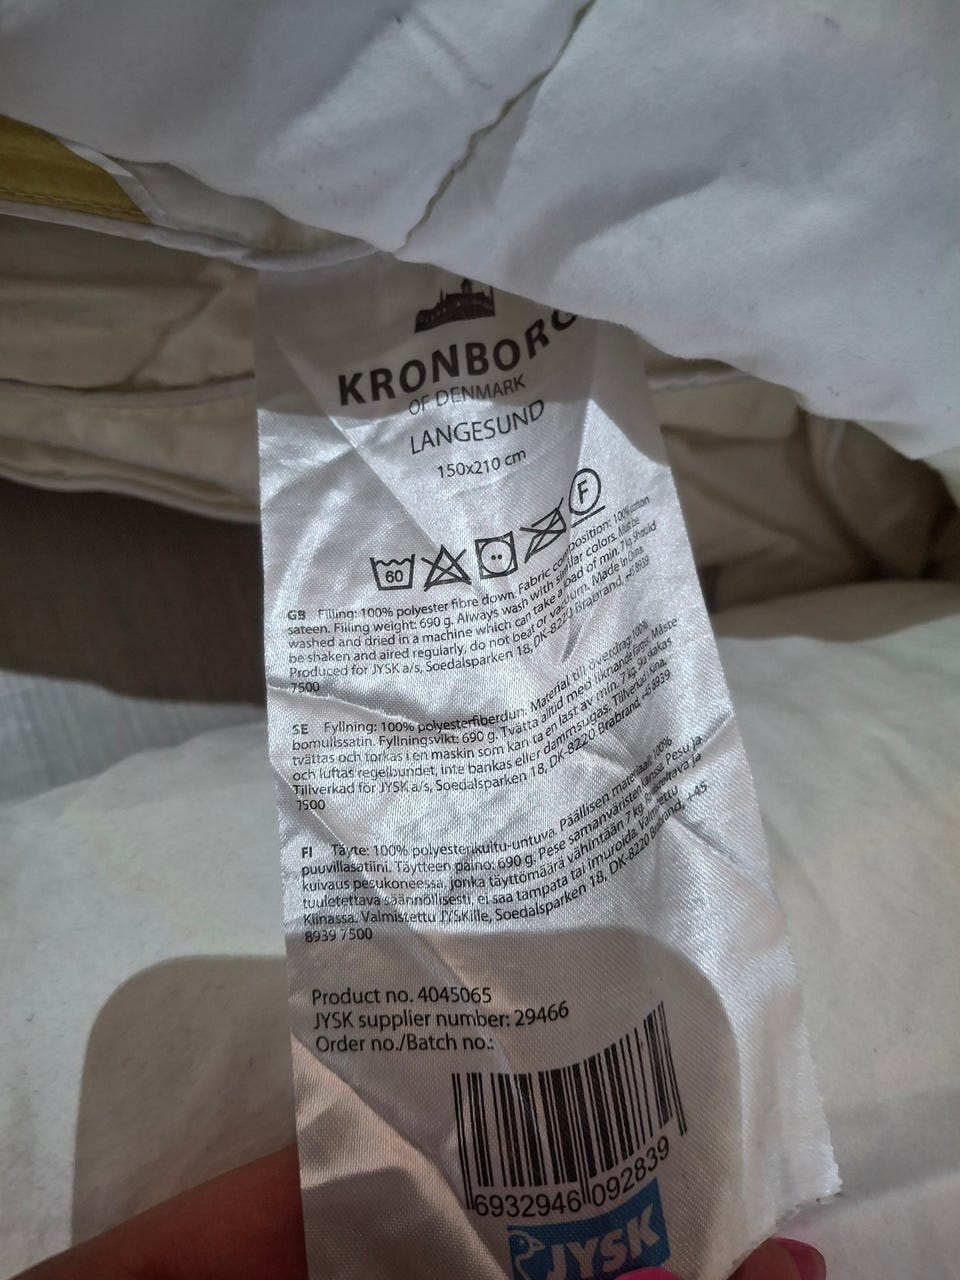 KRONBORG
OF DENMARK
LANGESUND
150x210 cm
60
F
GB Filling: 100% polyester fibre down. Fabric composition: 100% cotton
sateen. Filling weight: 690 g. Always wash with similar colors. Must be
washed and dried in a machine which can take a load of min. 7 kg. Should
be shaken and aired regularly, do not beat or vacuum. Made in China.
Produced for JYSK a/s, Soedalsparken 18, DK-8220 Brabrand, +45 8939
7500
SE Fyllning: 100% polyesterfiberdun. Material till överdrag: 100%
bomullssatin. Fyllningsvikt: 690 g. Tvätta alltid med liknande färger. Måste
tvättas och torkas i en maskin som kan ta en last av min. 7 kg. Ska skakas
och luftas regelbundet, inte bankas eller dammsugas. Tillverkad i Kina.
Tillverkad för JYSK a/s, Soedalsparken 18, DK-8220 Brabrand, +45 8939
7500
FI Täyte: 100% polyesterikuitu-untuva. Päällisen materiaali: 100%
puuvillasatiini. Täytteen paino: 690 g. Pese samanväristen kanssa. Pesu ja
kuivaus pesukoneessa, jonka täyttömäärä vähintään 7 kg. Ravisteltava ja
tuuletettava säännöllisesti, ei saa tampata tai imuroida. Valmistettu
Kiinassa. Valmistettu JYSKille, Soedalsparken 18, DK-8220 Brabrand, +45
8939 7500
Product no. 4045065
JYSK supplier number: 29466
Order no./Batch no.:
6932946 092839
JYSK